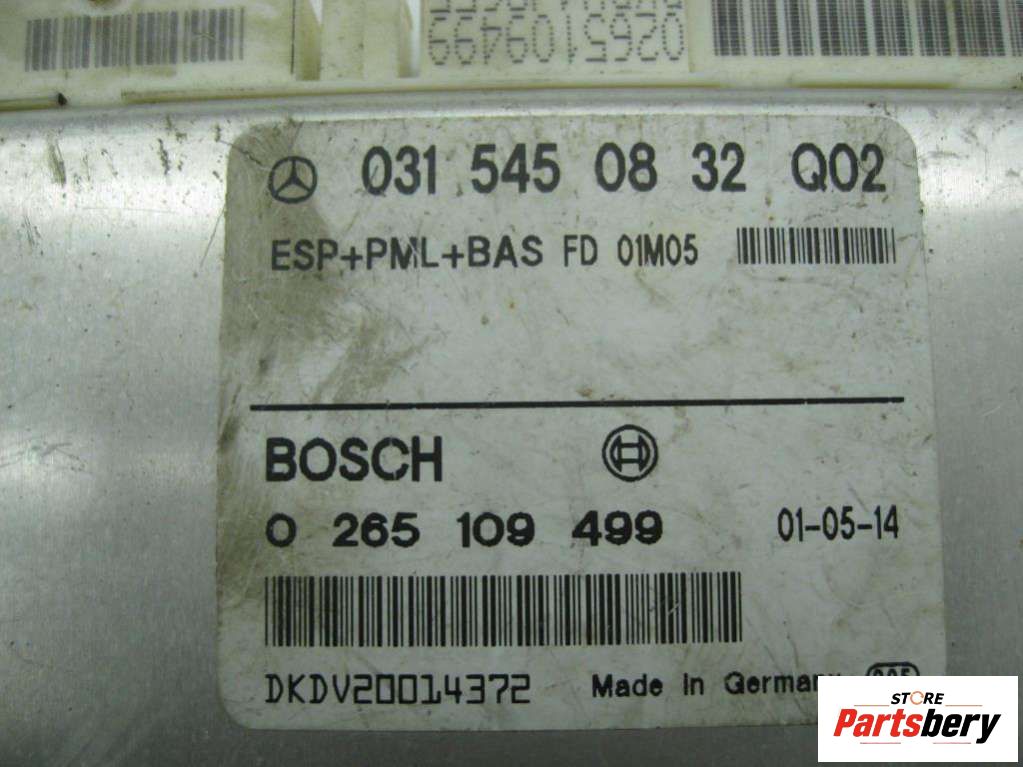 0265109499
031 545 08 32 Q02
ESP+PML+BAS FD 01M05
BOSCH
0 265 109 499 01-05-14
DKDV20014372 Made in Germany
STORE
Partsbery